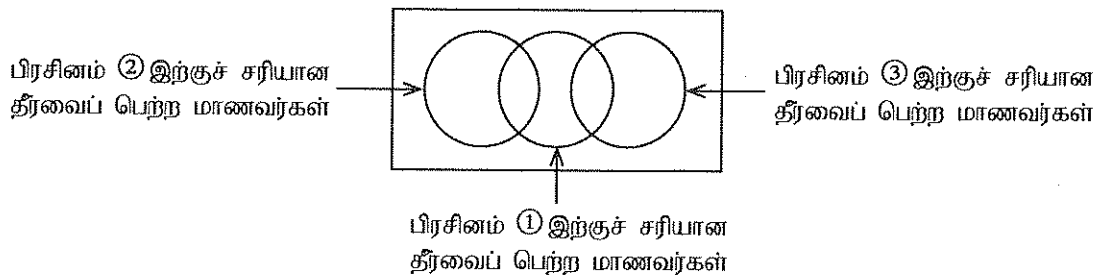 பிரசினம் ② இற்குச் சரியான
தீர்வைப் பெற்ற மாணவர்கள்
பிரசினம் ③ இற்குச் சரியான
தீர்வைப் பெற்ற மாணவர்கள்
பிரசினம் ① இற்குச் சரியான
தீர்வைப் பெற்ற மாணவர்கள்